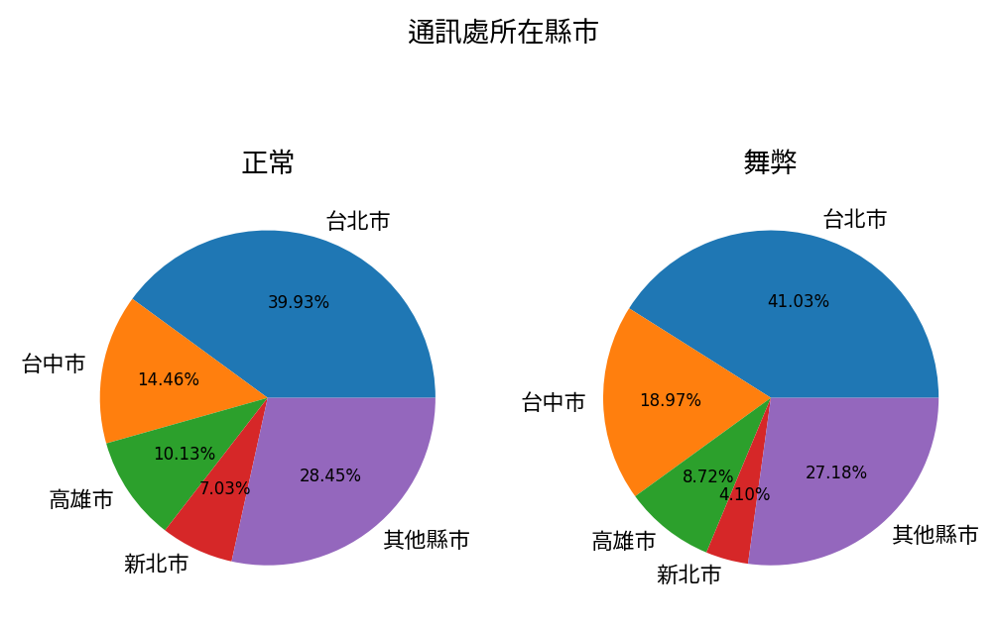 通訊處所在縣市
正常
台北市
39.93%
台中市
14.46%
高雄市
10.13%
新北市
7.03%
其他縣市
28.45%
舞弊
台北市
41.03%
台中市
18.97%
高雄市
8.72%
新北市
4.10%
其他縣市
27.18%